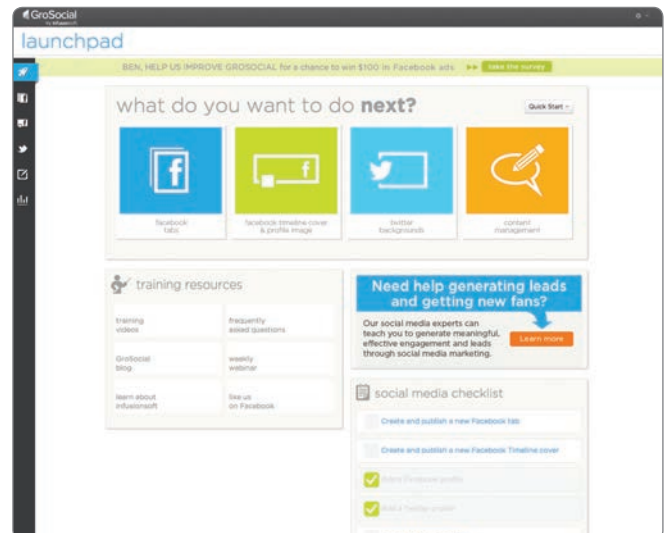 GroSocial
by Infusionsoft
launchpad
BEN, HELP US IMPROVE GROSOCIAL for a chance to win $100 in Facebook ads
take the survey
what do you want to do next?
Quick Start
facebook
tabs
facebook timeline cover
& profile image
twitter
backgrounds
content
management
training resources
training
videos
frequently
asked questions
GroSocial
blog
weekly
webinar
learn about
infusionsoft
like us
on Facebook
Need help generating leads
and getting new fans?
Our social media experts can
teach you to generate meaningful,
effective engagement and leads
through social media marketing.
Learn more
social media checklist
Create and publish a new Facebook tab
Create and publish a new Facebook Timeline cover